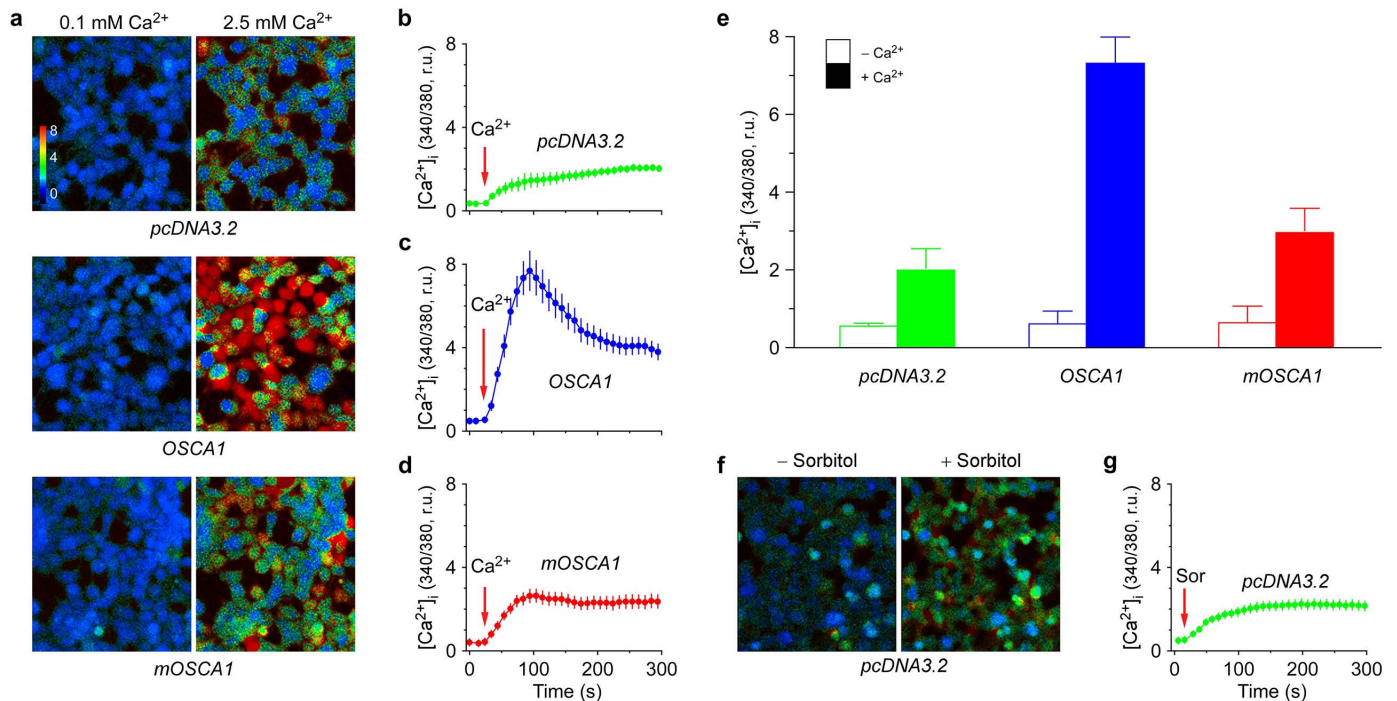 a
0.1 mM Ca²⁺ 2.5 mM Ca²⁺
8
4
0
pcDNA3.2
OSCA1
mOSCA1
b
[Ca²⁺]ᵢ (340/380, r.u.)
8
4
0
Ca²⁺
pcDNA3.2
c
[Ca²⁺]ᵢ (340/380, r.u.)
8
4
0
Ca²⁺
OSCA1
d
[Ca²⁺]ᵢ (340/380, r.u.)
8
4
0
Ca²⁺
mOSCA1
0 100 200 300
Time (s)
e
[Ca²⁺]ᵢ (340/380, r.u.)
8
6
4
2
0
– Ca²⁺
+ Ca²⁺
pcDNA3.2 OSCA1 mOSCA1
f
– Sorbitol + Sorbitol
pcDNA3.2
g
[Ca²⁺]ᵢ (340/380, r.u.)
8
4
0
Sor
pcDNA3.2
0 100 200 300
Time (s)